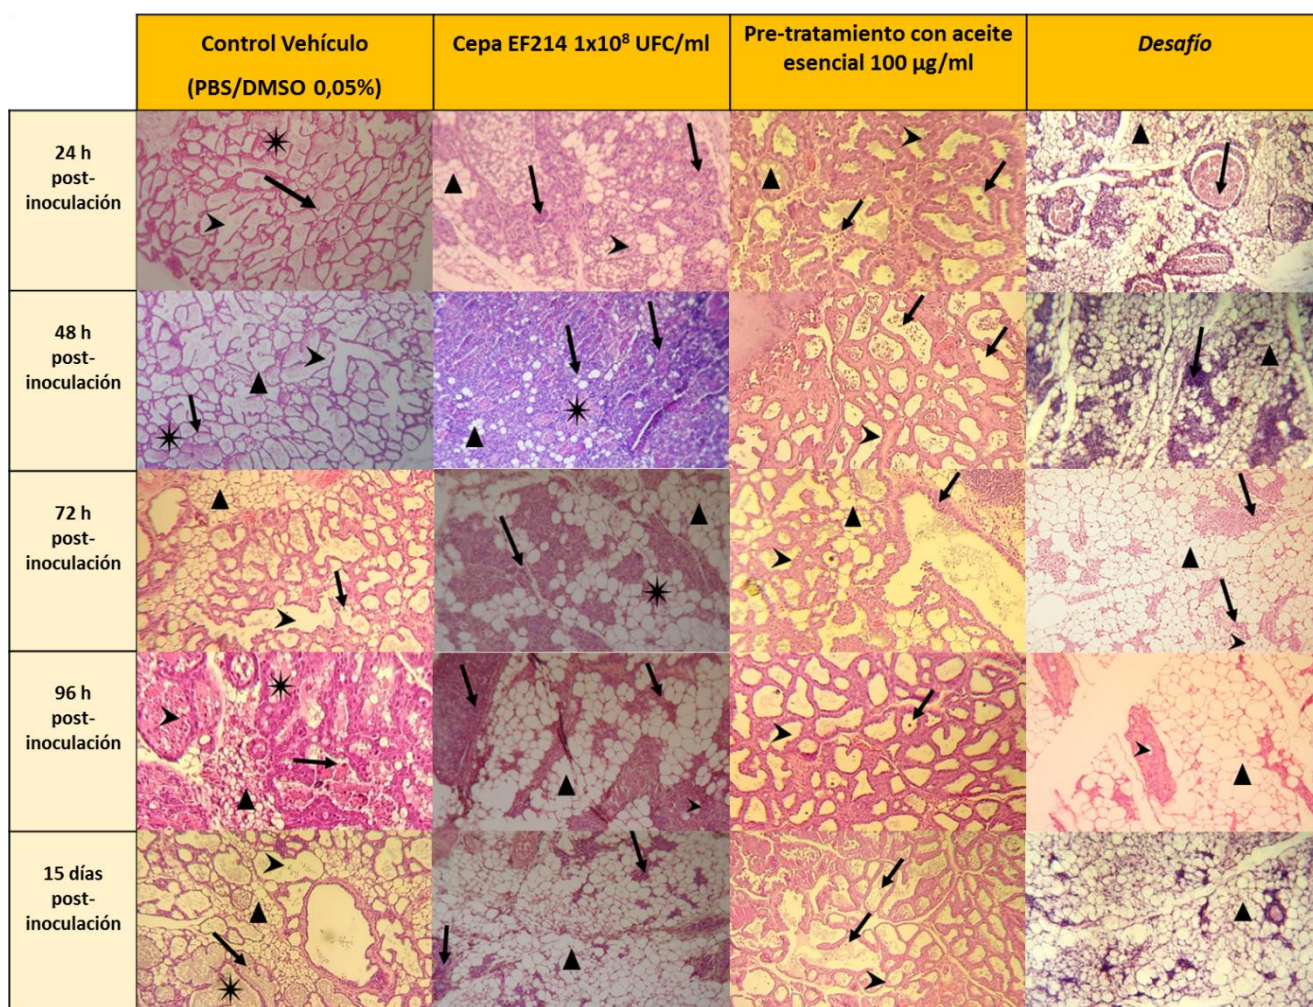 Control Vehículo
(PBS/DMSO 0,05%)
Cepa EF214 1x10⁸ UFC/ml
Pre-tratamiento con aceite
esencial 100 µg/ml
Desafío
24 h
post-
inoculación
48 h
post-
inoculación
72 h
post-
inoculación
96 h
post-
inoculación
15 días
post-
inoculación